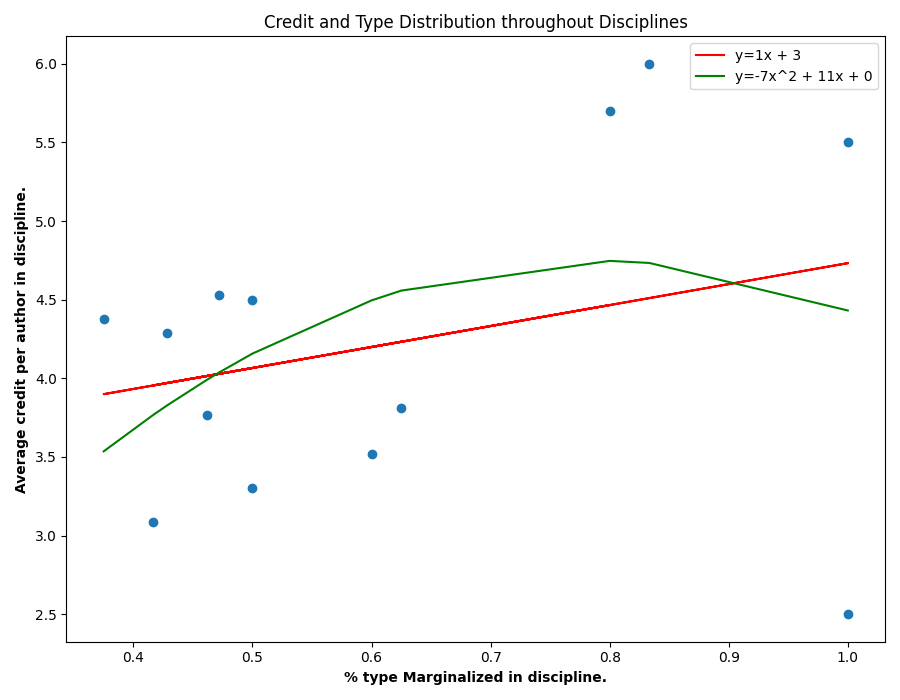 Credit and Type Distribution throughout Disciplines
y=1x + 3
y=-7x^2 + 11x + 0
Average credit per author in discipline.
6.0
5.5
5.0
4.5
4.0
3.5
3.0
2.5
0.4 0.5 0.6 0.7 0.8 0.9 1.0
% type Marginalized in discipline.